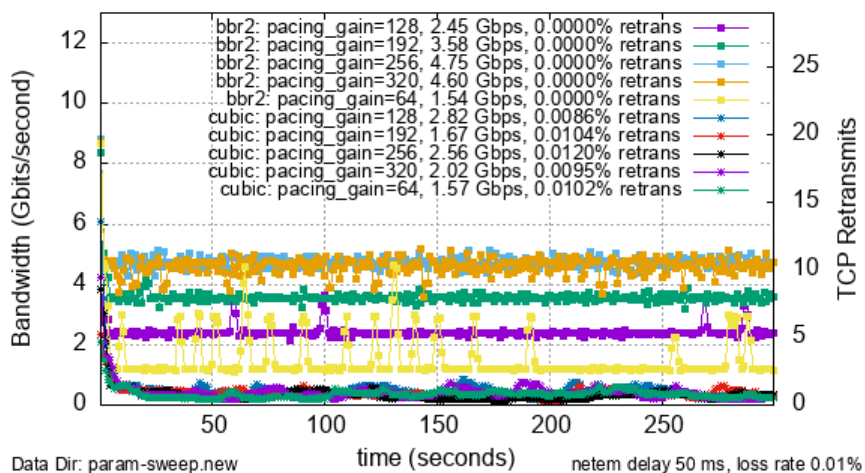 bbr2: pacing_gain=128, 2.45 Gbps, 0.0000% retrans
bbr2: pacing_gain=192, 3.58 Gbps, 0.0000% retrans
bbr2: pacing_gain=256, 4.75 Gbps, 0.0000% retrans
bbr2: pacing_gain=320, 4.60 Gbps, 0.0000% retrans
bbr2: pacing_gain=64, 1.54 Gbps, 0.0000% retrans
cubic: pacing_gain=128, 2.82 Gbps, 0.0086% retrans
cubic: pacing_gain=192, 1.67 Gbps, 0.0104% retrans
cubic: pacing_gain=256, 2.56 Gbps, 0.0120% retrans
cubic: pacing_gain=320, 2.02 Gbps, 0.0095% retrans
cubic: pacing_gain=64, 1.57 Gbps, 0.0102% retrans
Bandwidth (Gbits/second)
12
10
8
6
4
2
0
25
20
15
10
5
0
TCP Retransmits
50
100
150
200
250
time (seconds)
Data Dir: param-sweep.new
netem delay 50 ms, loss rate 0.01%